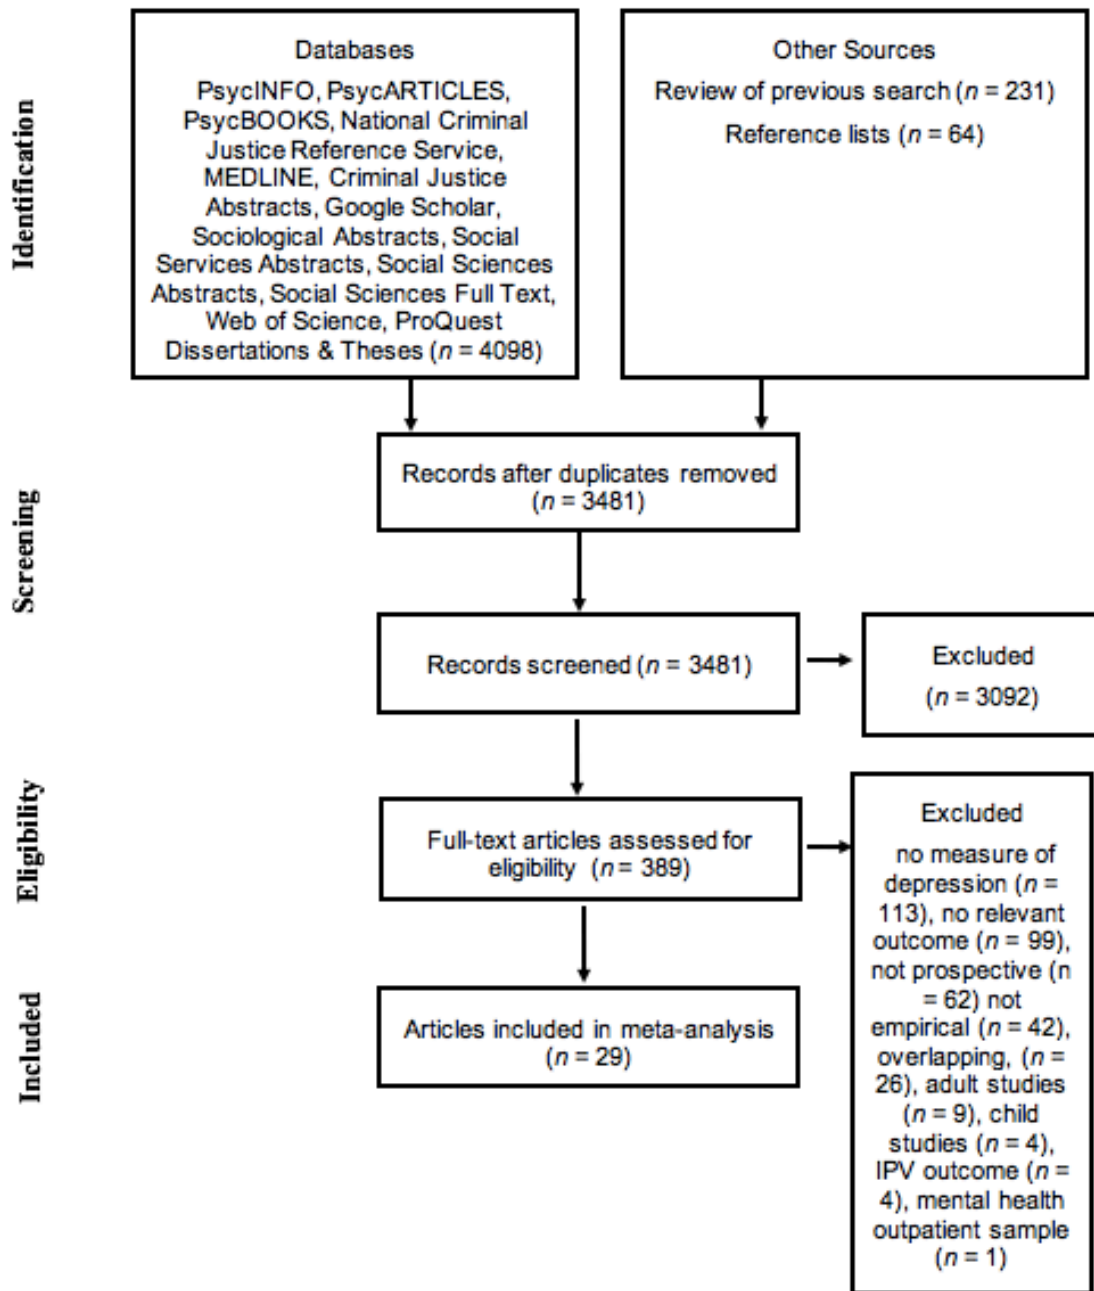 Identification
Databases
PsycINFO, PsycARTICLES,
PsycBOOKS, National Criminal
Justice Reference Service,
MEDLINE, Criminal Justice
Abstracts, Google Scholar,
Sociological Abstracts, Social
Services Abstracts, Social Sciences
Abstracts, Social Sciences Full Text,
Web of Science, ProQuest
Dissertations & Theses (n = 4098)
Other Sources
Review of previous search (n = 231)
Reference lists (n = 64)
Screening
Records after duplicates removed
(n = 3481)
Records screened (n = 3481)
Excluded
(n = 3092)
Eligibility
Full-text articles assessed for
eligibility (n = 389)
Excluded
no measure of
depression (n =
113), no relevant
outcome (n = 99),
not prospective (n
= 62) not
empirical (n = 42),
overlapping, (n =
26), adult studies
(n = 9), child
studies (n = 4),
IPV outcome (n =
4), mental health
outpatient sample
(n = 1)
Included
Articles included in meta-analysis
(n = 29)